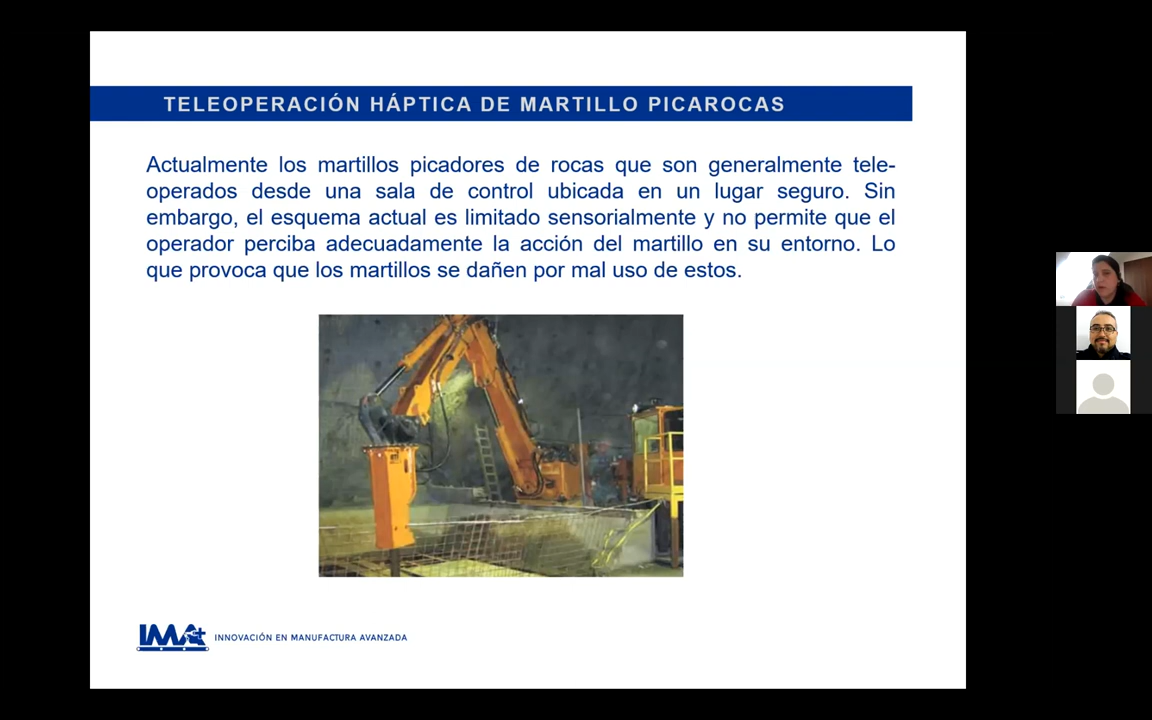 TELEOPERACIÓN HÁPTICA DE MARTILLO PICAROCAS
Actualmente los martillos picadores de rocas que son generalmente tele-
operados desde una sala de control ubicada en un lugar seguro. Sin
embargo, el esquema actual es limitado sensorialmente y no permite que el
operador perciba adecuadamente la acción del martillo en su entorno. Lo
que provoca que los martillos se dañen por mal uso de estos.
IMA+ INNOVACIÓN EN MANUFACTURA AVANZADA